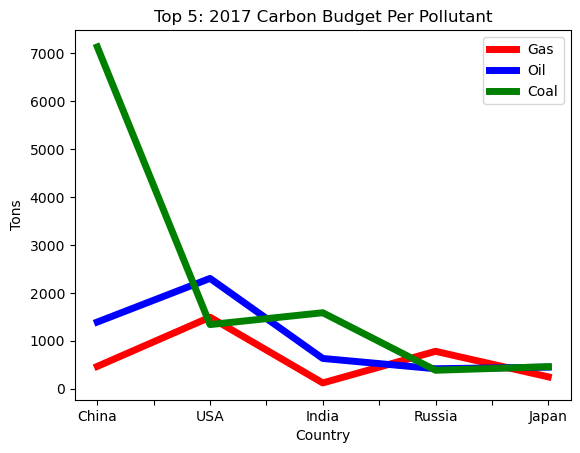 Top 5: 2017 Carbon Budget Per Pollutant
Gas
Oil
Coal
7000
6000
5000
4000
3000
2000
1000
0
Tons
China USA India Russia Japan
Country